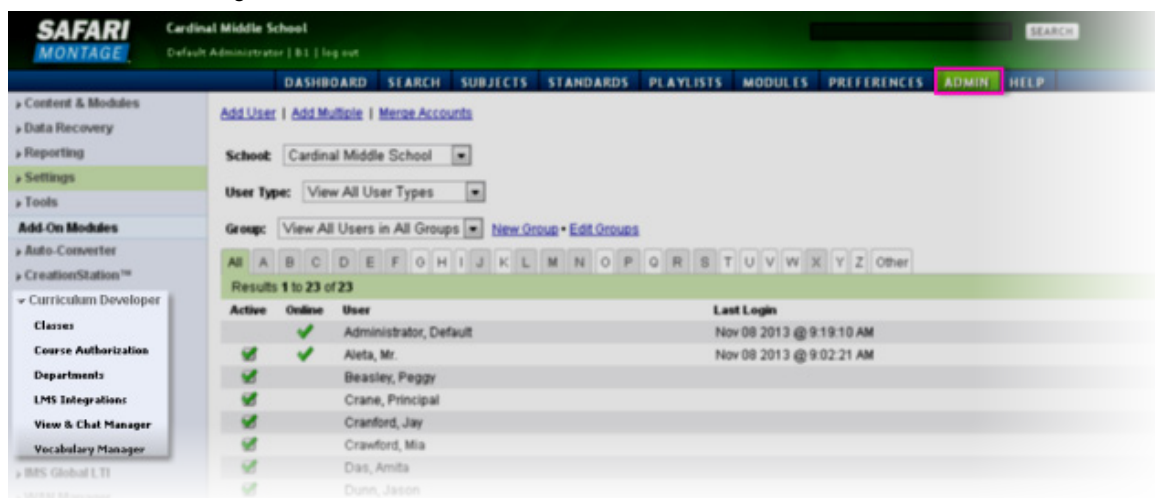 SAFARI
MONTAGE
Cardinal Middle School
Default Administrator | B1 | log out
SEARCH
DASHBOARD SEARCH SUBJECTS STANDARDS PLAYLISTS MODULES PREFERENCES ADMIN HELP
Content & Modules
Data Recovery
Reporting
Settings
Tools
Add-On Modules
Auto-Converter
CreationStation™
Curriculum Developer
Classes
Course Authorization
Departments
LMS Integrations
View & Chat Manager
Vocabulary Manager
IMS Global LTI
WAN Manager
Add User | Add Multiple | Merge Accounts
School: Cardinal Middle School
User Type: View All User Types
Group: View All Users in All Groups New Group • Edit Groups
All A B C D E F G H I J K L M N O P Q R S T U V W X Y Z Other
Results 1 to 23 of 23
Active Online User Last Login
Administrator, Default Nov 08 2013 @ 9:19:10 AM
Aleta, Mr. Nov 08 2013 @ 9:02:21 AM
Beasley, Peggy
Crane, Principal
Cranford, Jay
Crawford, Mia
Das, Amita
Dunn, Jason